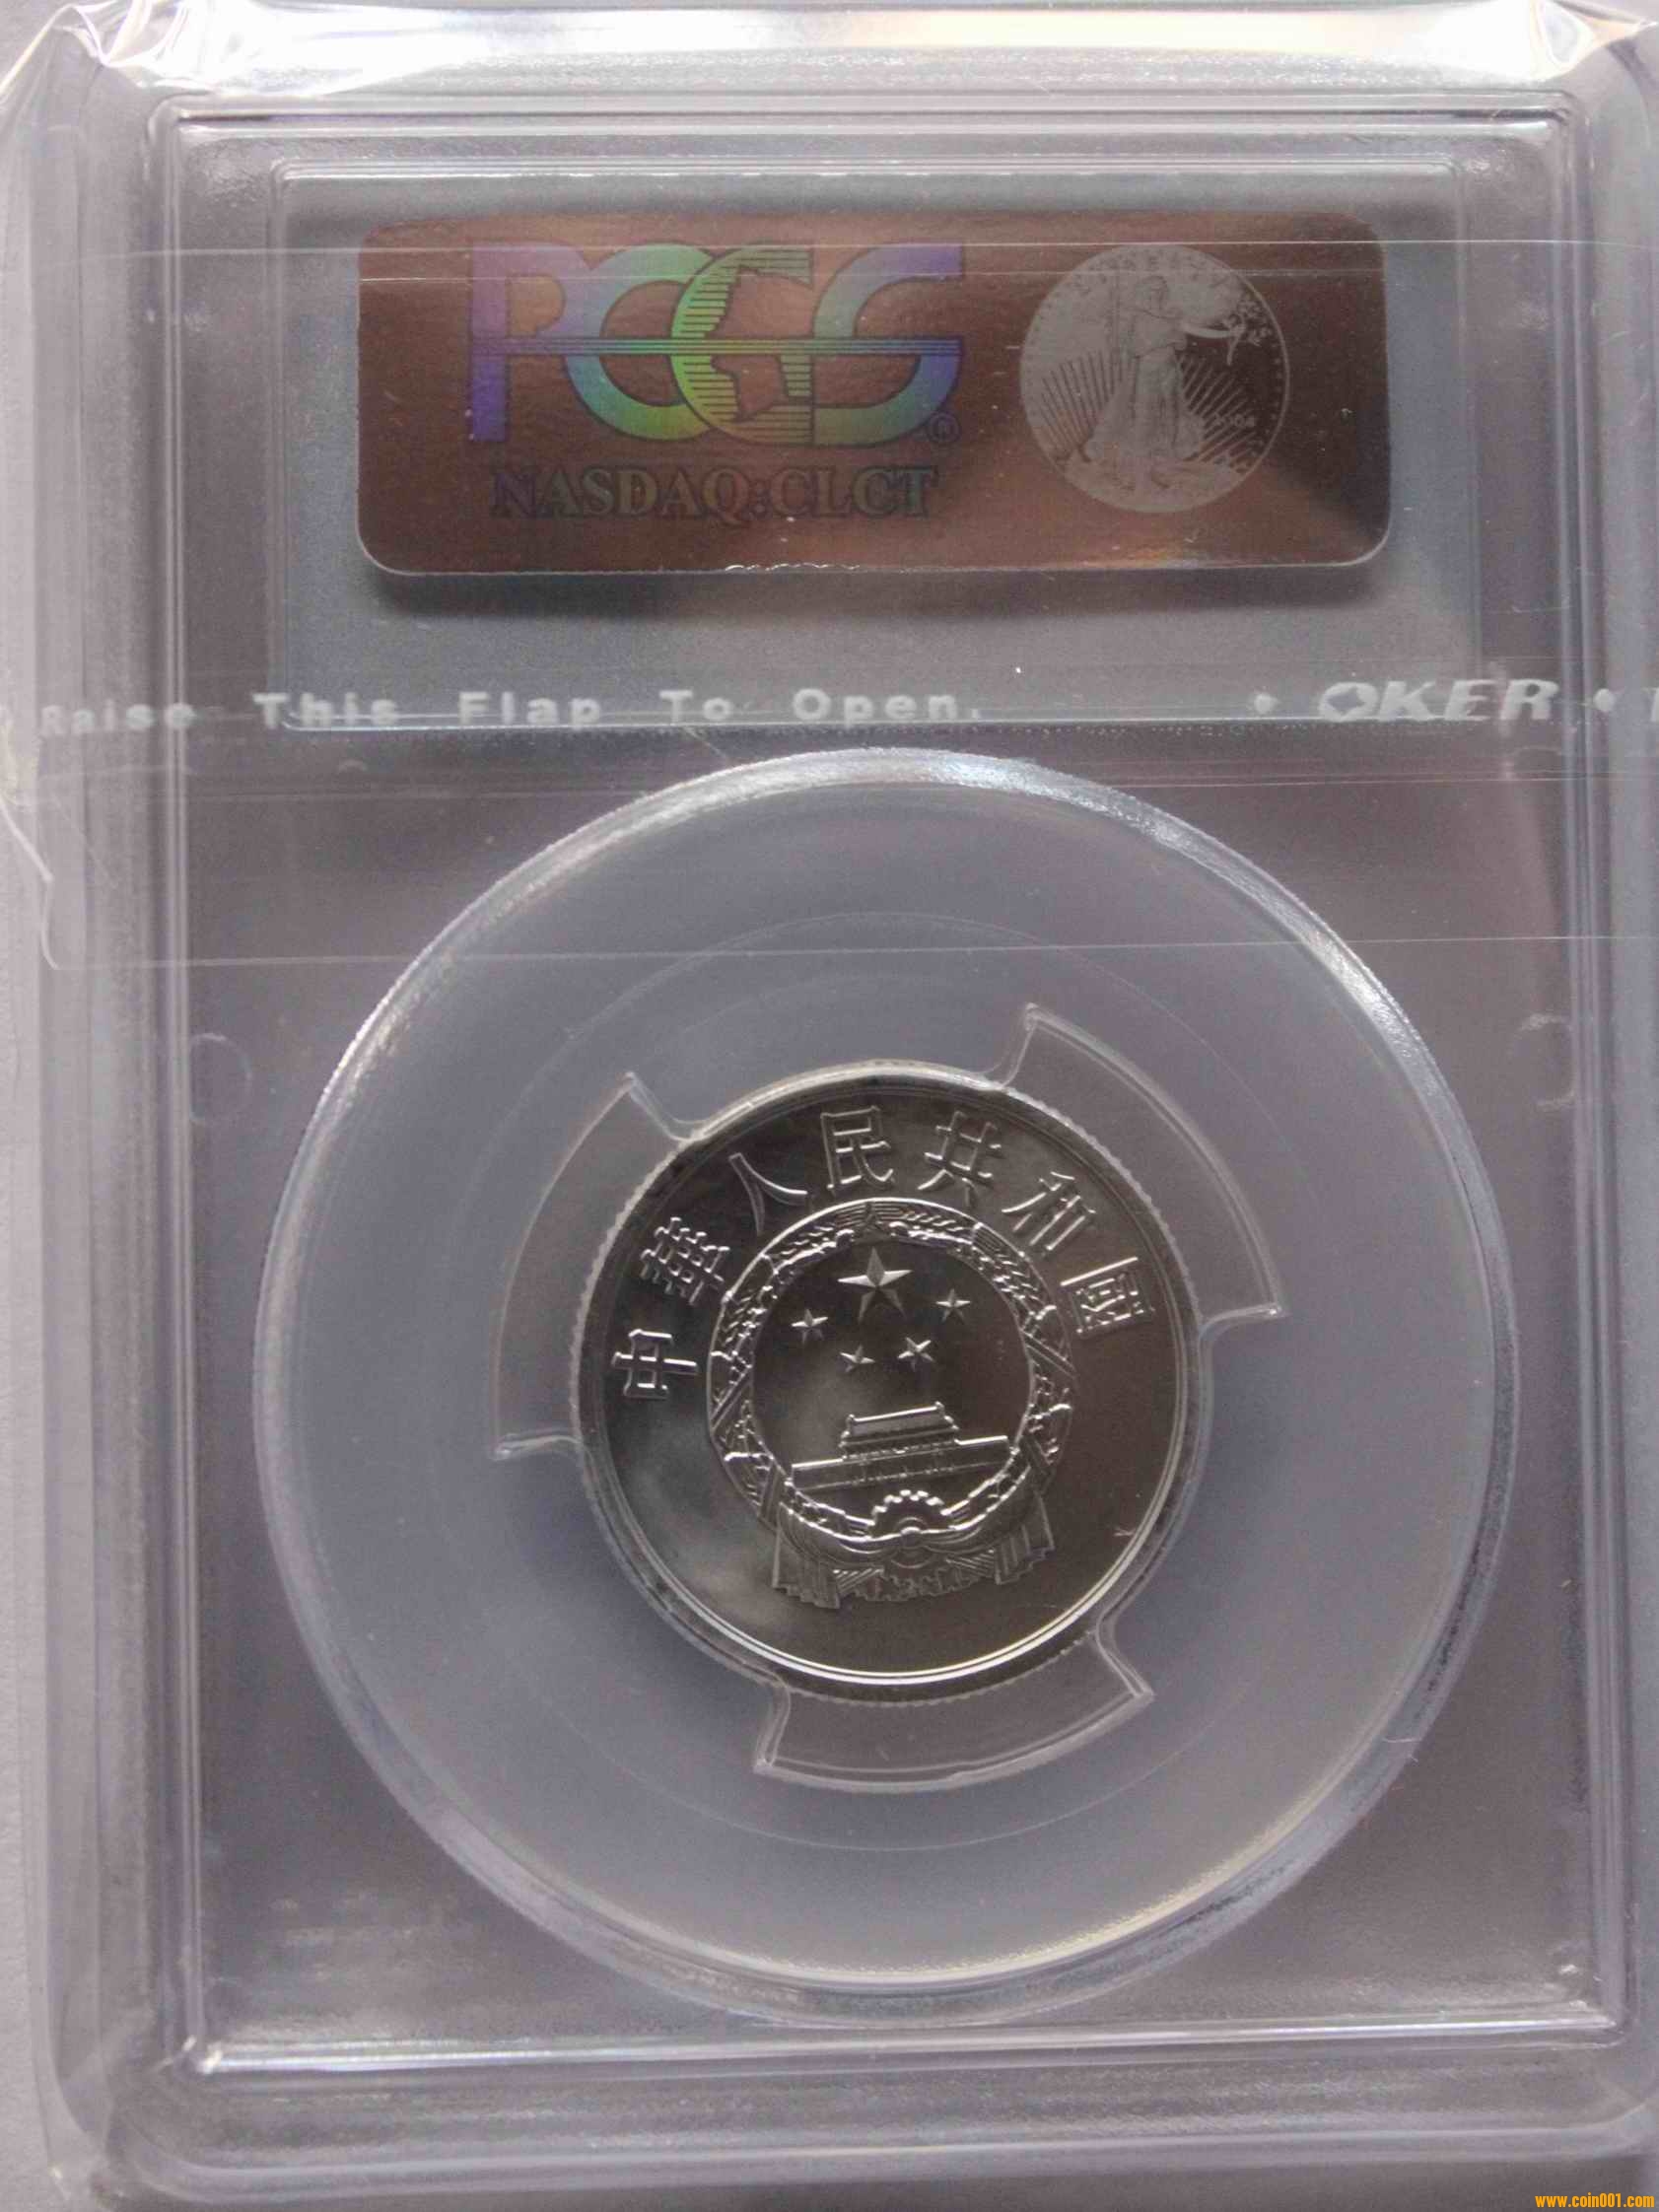 PCGS®
NASDAQ:CLCT
2004
Raise This Flap To Open. • OKER •
中華人民共和國
www.coin001.com